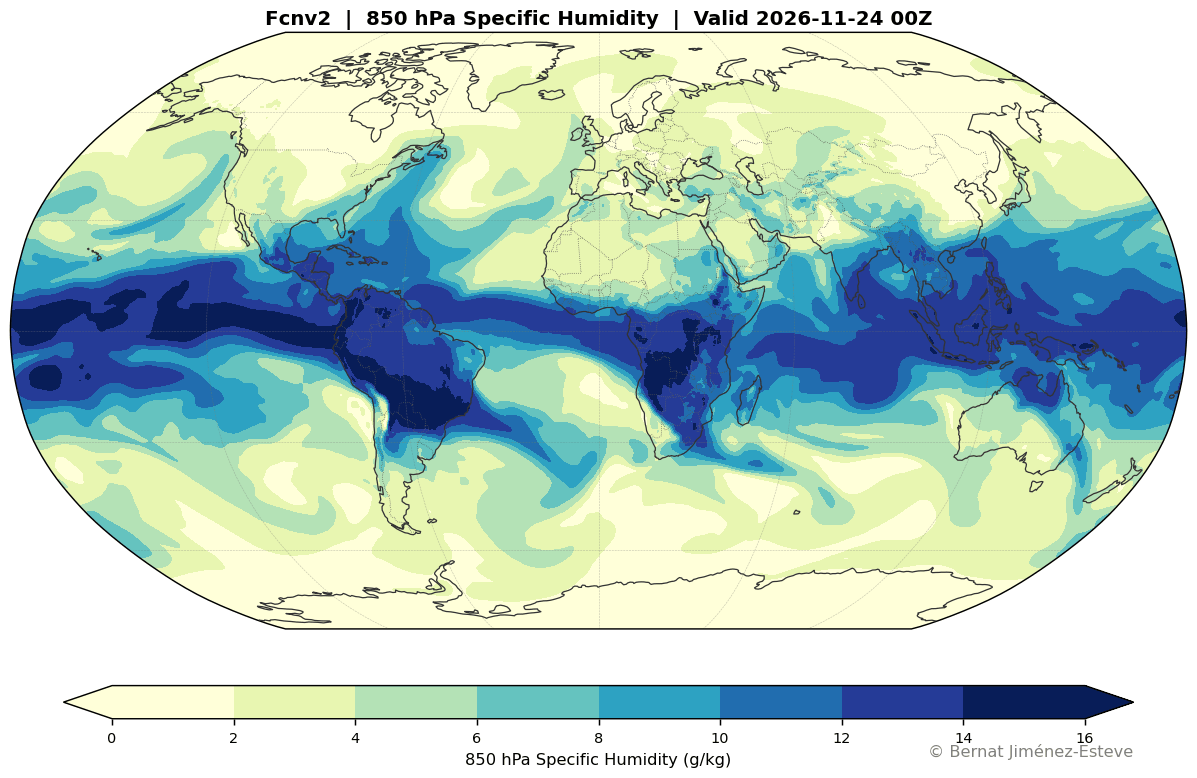 Fcnv2 | 850 hPa Specific Humidity | Valid 2026-11-24 00Z
0 2 4 6 8 10 12 14 16
850 hPa Specific Humidity (g/kg)
© Bernat Jiménez-Esteve